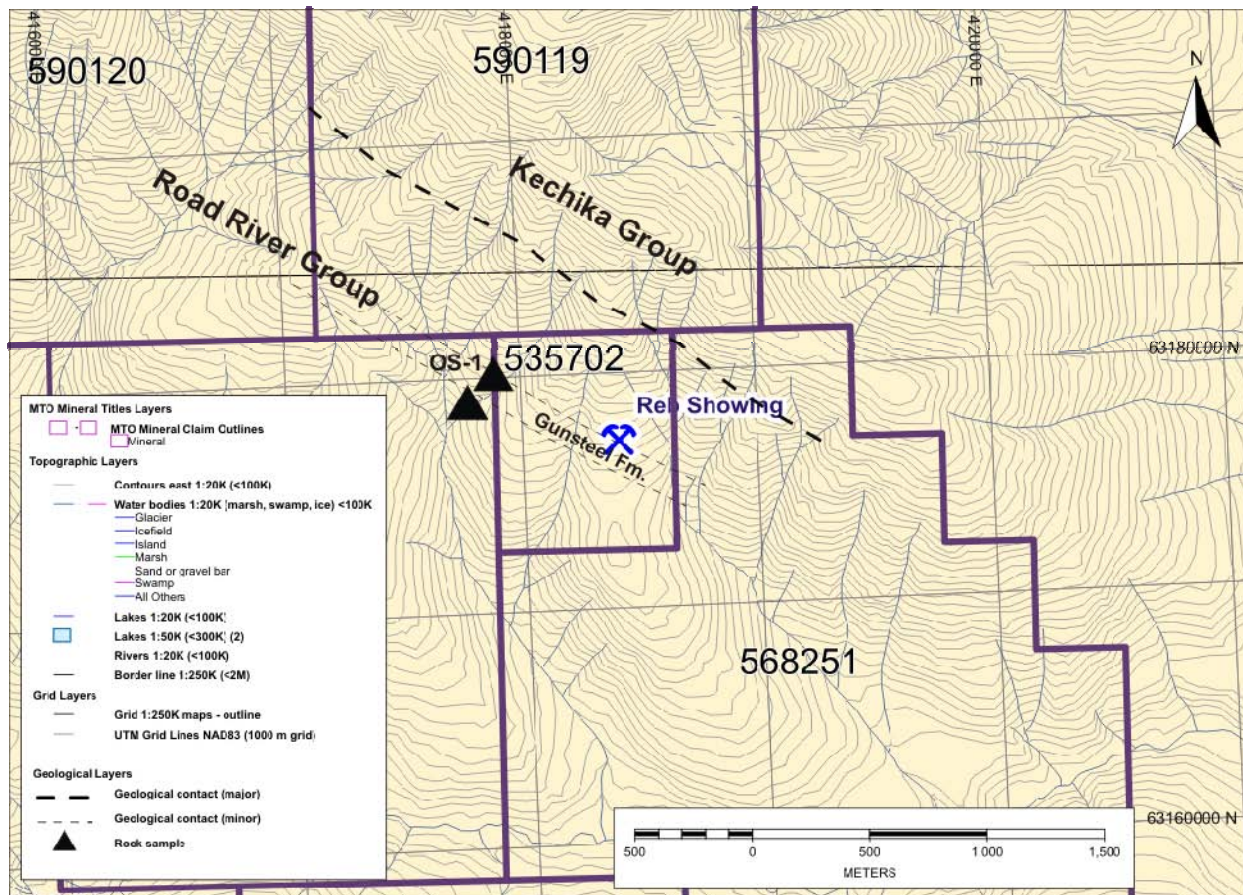 416000
418000 E
420000 E
590120
590119
N
Kechika Group
Road River Group
63180000 N
OS-1
535702
Reb Showing
Gunsteel Fm.
568251
63160000 N
MTO Mineral Titles Layers
MTO Mineral Claim Outlines
Mineral
Topographic Layers
Contours east 1:20K (<100K)
Water bodies 1:20K (marsh, swamp, ice) <100K
Glacier
Icefield
Island
Marsh
Sand or gravel bar
Swamp
All Others
Lakes 1:20K (<100K)
Lakes 1:50K (<300K) (2)
Rivers 1:20K (<100K)
Border line 1:250K (<2M)
Grid Layers
Grid 1:250K maps - outline
UTM Grid Lines NAD83 (1000 m grid)
Geological Layers
Geological contact (major)
Geological contact (minor)
Rock sample
500 0 500 1 000 1,500
METERS